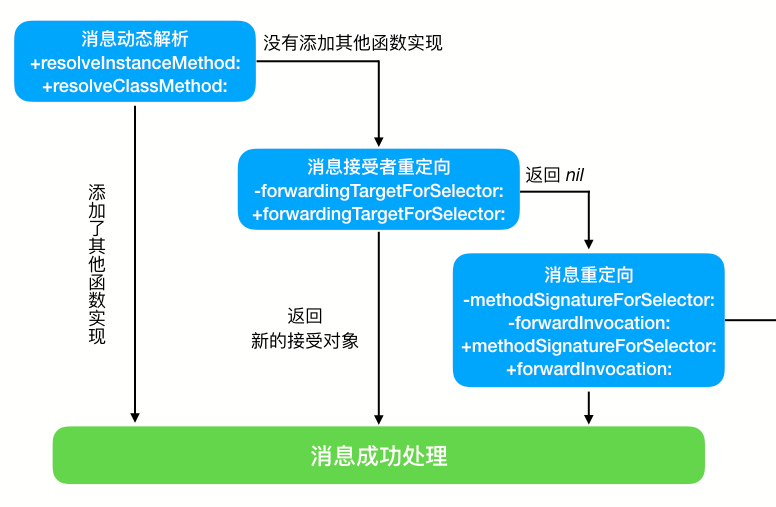 消息动态解析
+resolveInstanceMethod:
+resolveClassMethod:
没有添加其他函数实现
消息接受者重定向
-forwardingTargetForSelector:
+forwardingTargetForSelector:
返回 nil
添加了其他函数实现
消息重定向
-methodSignatureForSelector:
-forwardInvocation:
+methodSignatureForSelector:
+forwardInvocation:
返回
新的接受对象
消息成功处理